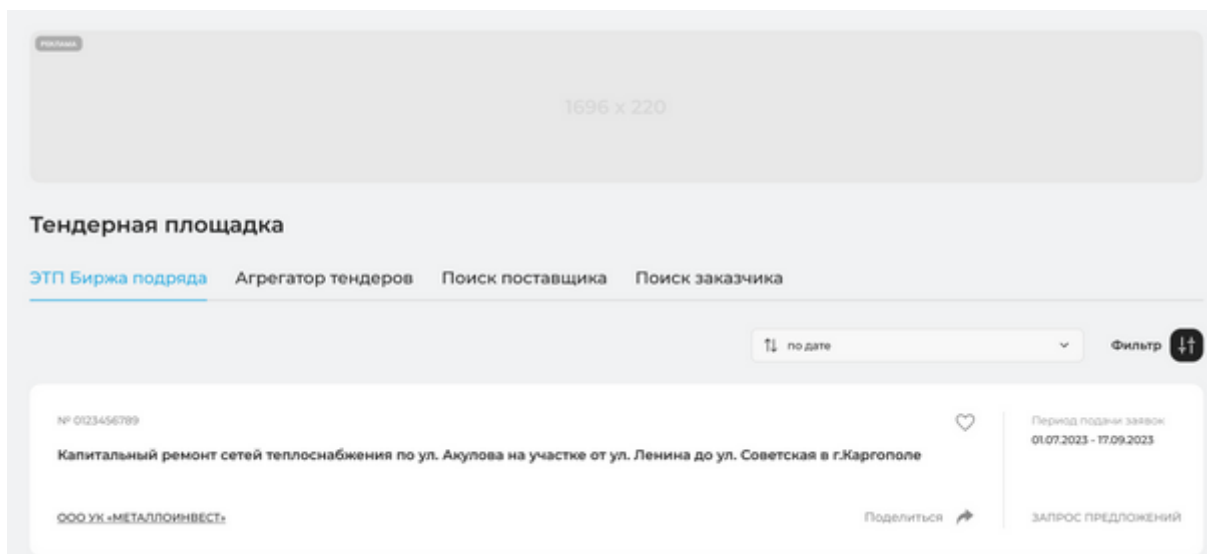 РЕКЛАМА
1696 x 220
Тендерная площадка
ЭТП Биржа подряда Агрегатор тендеров Поиск поставщика Поиск заказчика
по дате Фильтр
№ 0123456789
Период подачи заявок
01.07.2023 - 17.09.2023
Капитальный ремонт сетей теплоснабжения по ул. Акулова на участке от ул. Ленина до ул. Советская в г.Каргополе
ООО УК «МЕТАЛЛОИНВЕСТ» Поделиться ЗАПРОС ПРЕДЛОЖЕНИЙ